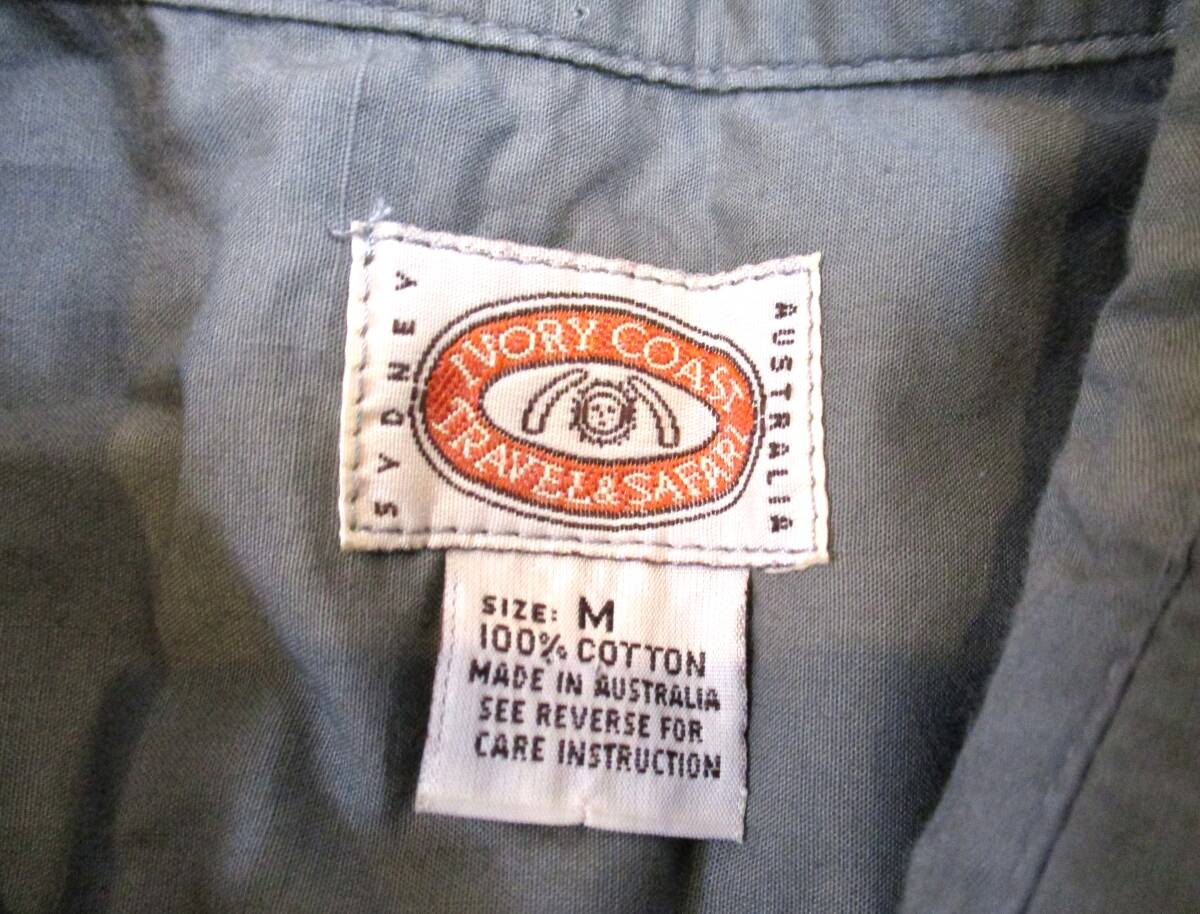 SYDNEY
IVORY COAST
TRAVEL & SAFARI
AUSTRALIA
SIZE: M
100% COTTON
MADE IN AUSTRALIA
SEE REVERSE FOR
CARE INSTRUCTION